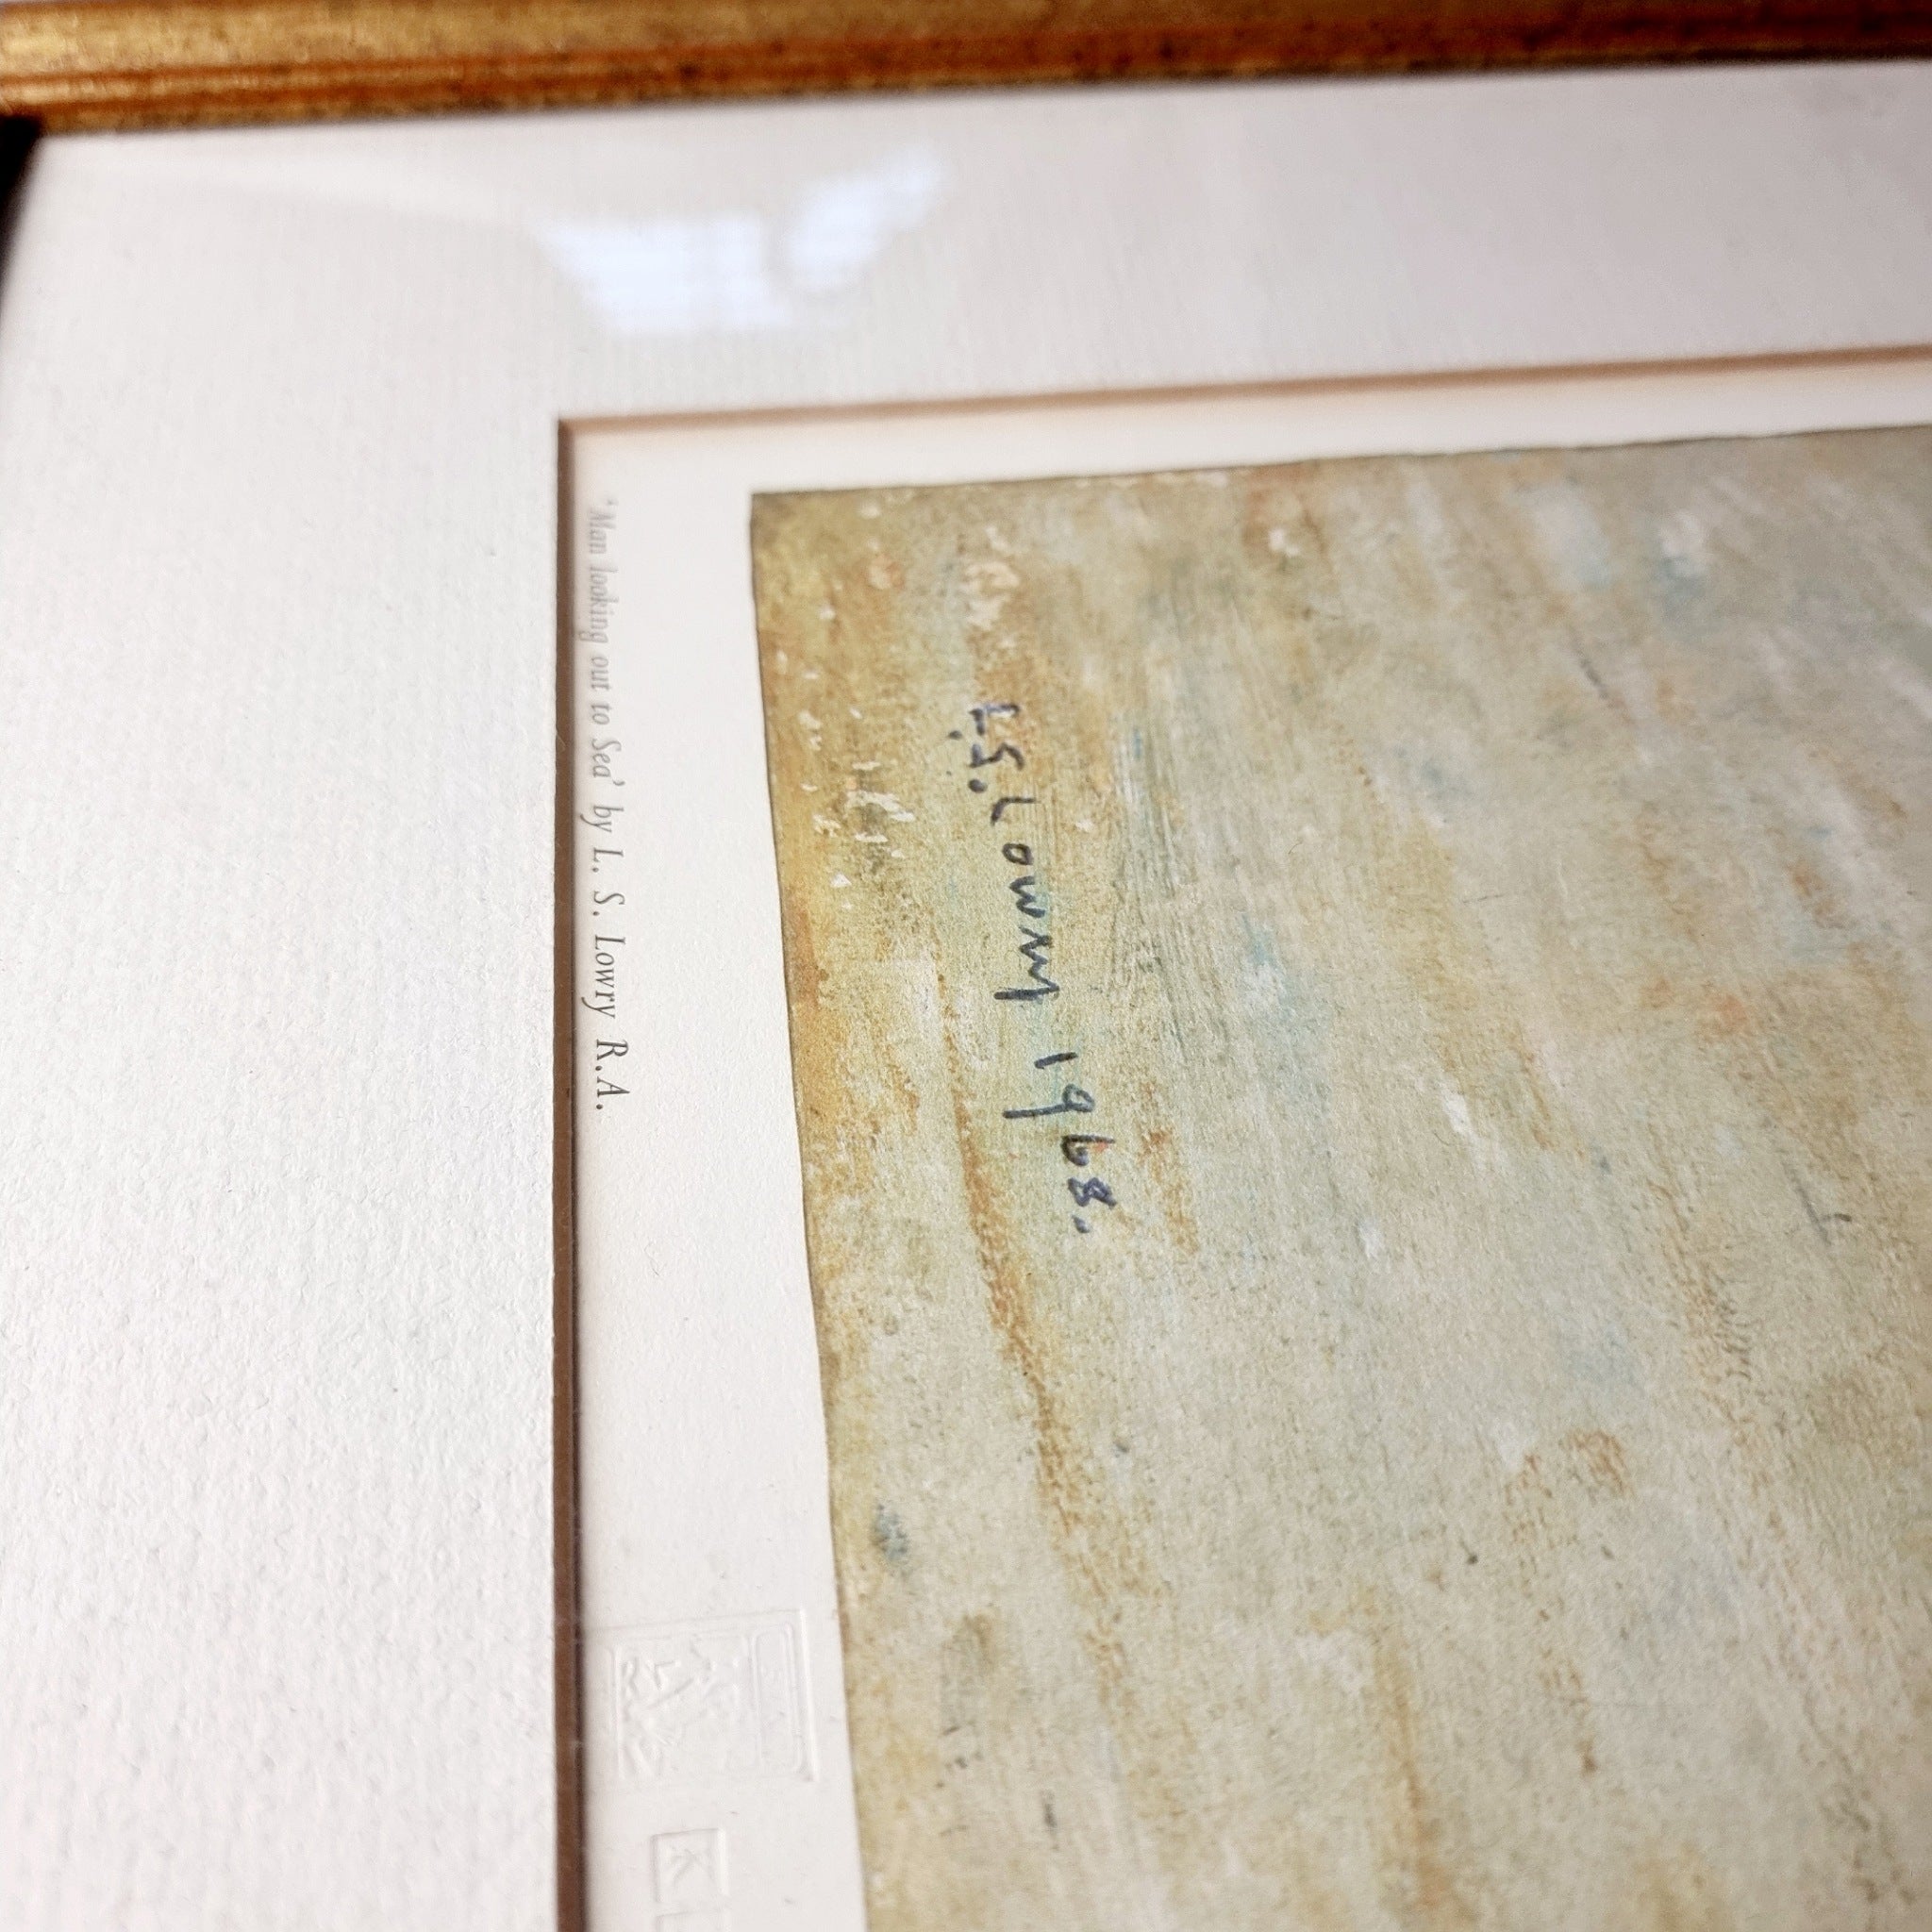 L.S. Lowry 1968.
'Man looking out to Sea' by L. S. Lowry R.A.
K